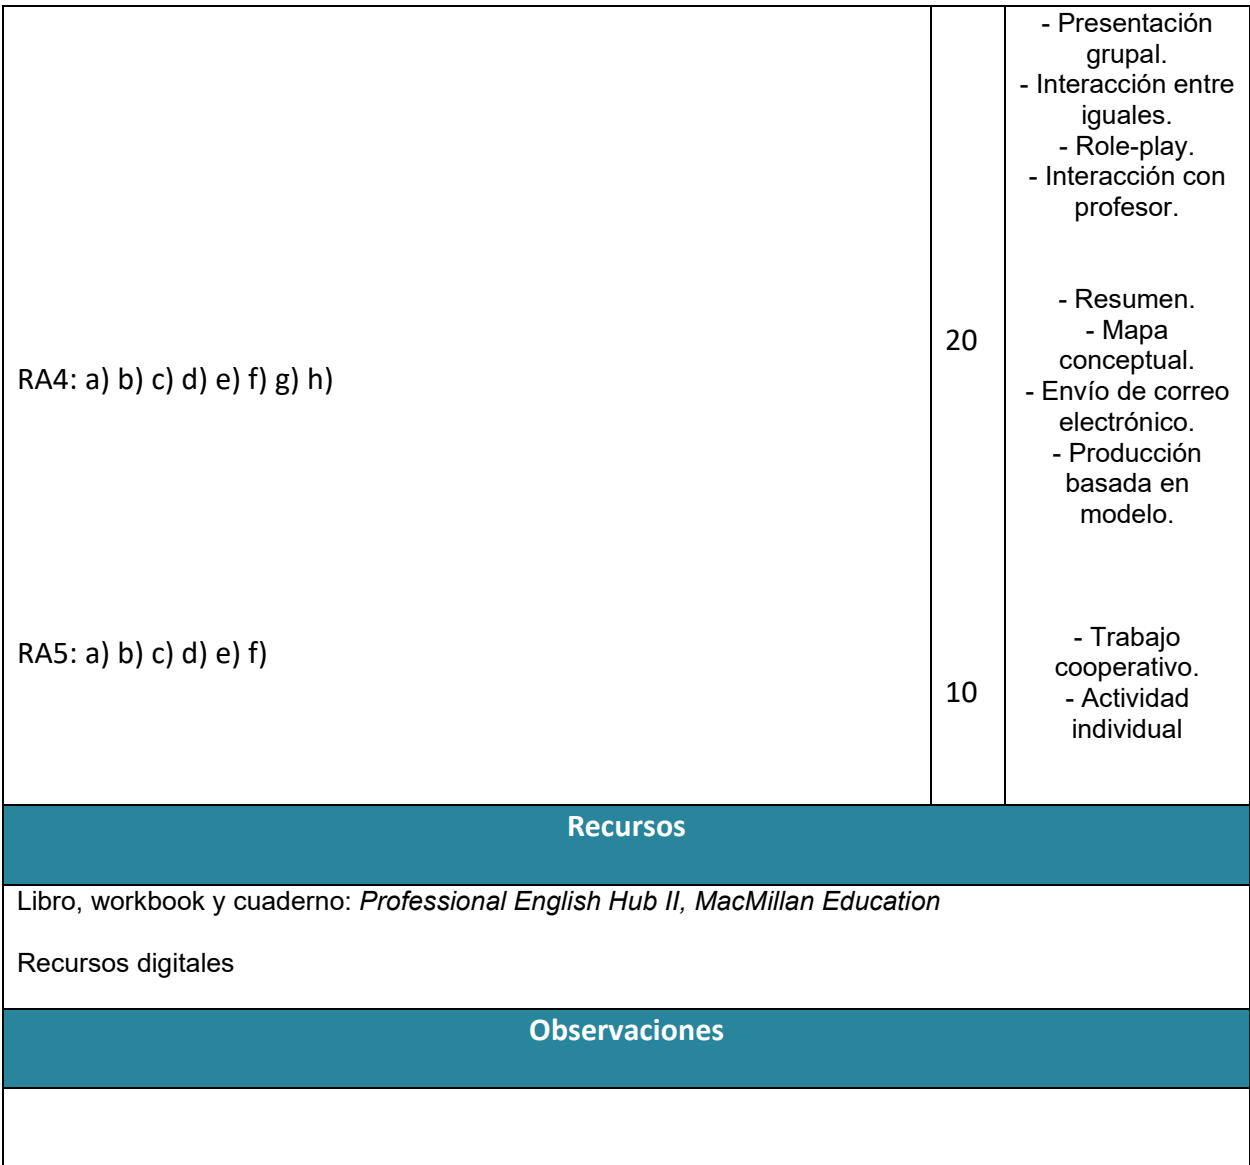 - Presentación
grupal.
- Interacción entre
iguales.
- Role-play.
- Interacción con
profesor.
RA4: a) b) c) d) e) f) g) h)
20
- Resumen.
- Mapa
conceptual.
- Envío de correo
electrónico.
- Producción
basada en
modelo.
RA5: a) b) c) d) e) f)
10
- Trabajo
cooperativo.
- Actividad
individual
Recursos
Libro, workbook y cuaderno: Professional English Hub II, MacMillan Education
Recursos digitales
Observaciones